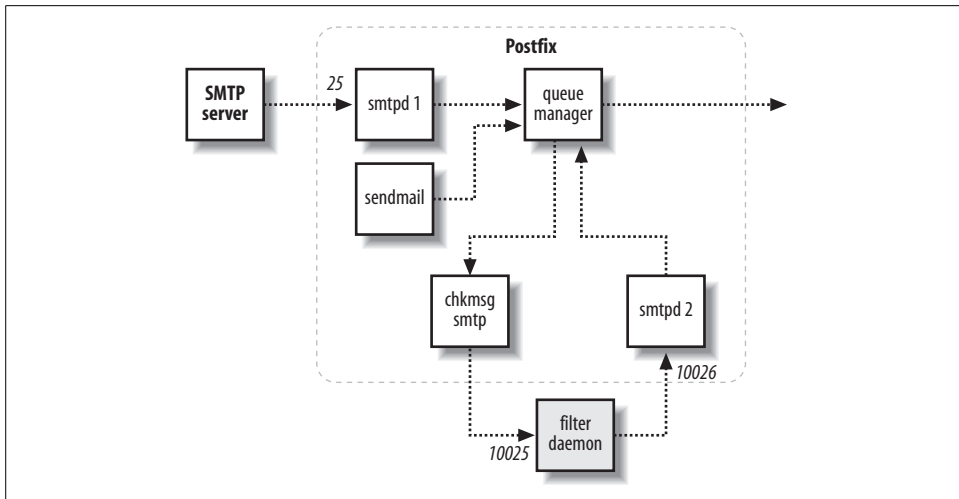 Postfix
SMTP
server
25
smtpd 1
queue
manager
sendmail
chkmsg
smtp
smtpd 2
10026
10025
filter
daemon